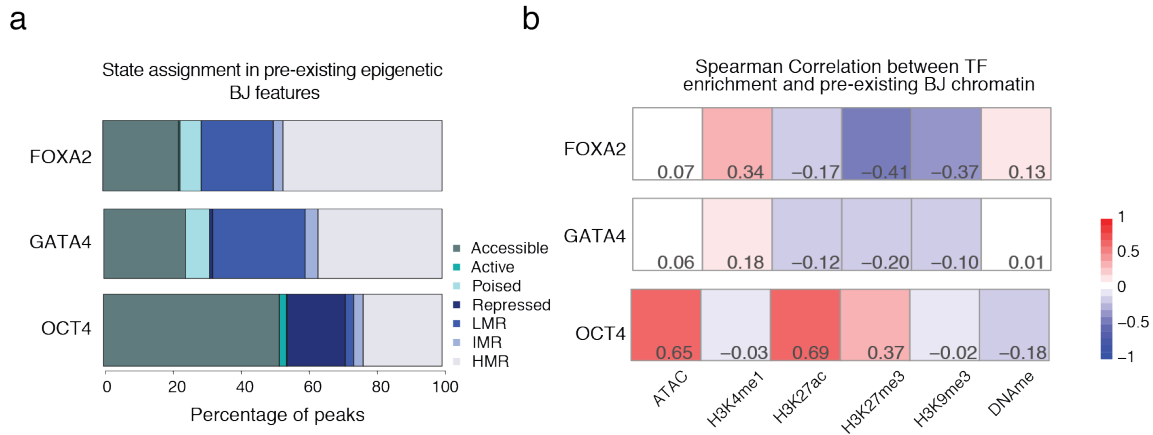 a
State assignment in pre-existing epigenetic
BJ features
FOXA2
GATA4
OCT4
Accessible
Active
Poised
Repressed
LMR
IMR
HMR
0 20 40 60 80 100
Percentage of peaks
b
Spearman Correlation between TF
enrichment and pre-existing BJ chromatin
FOXA2 0.07 0.34 −0.17 −0.41 −0.37 0.13
GATA4 0.06 0.18 −0.12 −0.20 −0.10 0.01
OCT4 0.65 −0.03 0.69 0.37 −0.02 −0.18
ATAC H3K4me1 H3K27ac H3K27me3 H3K9me3 DNAme
1
0.5
0
−0.5
−1